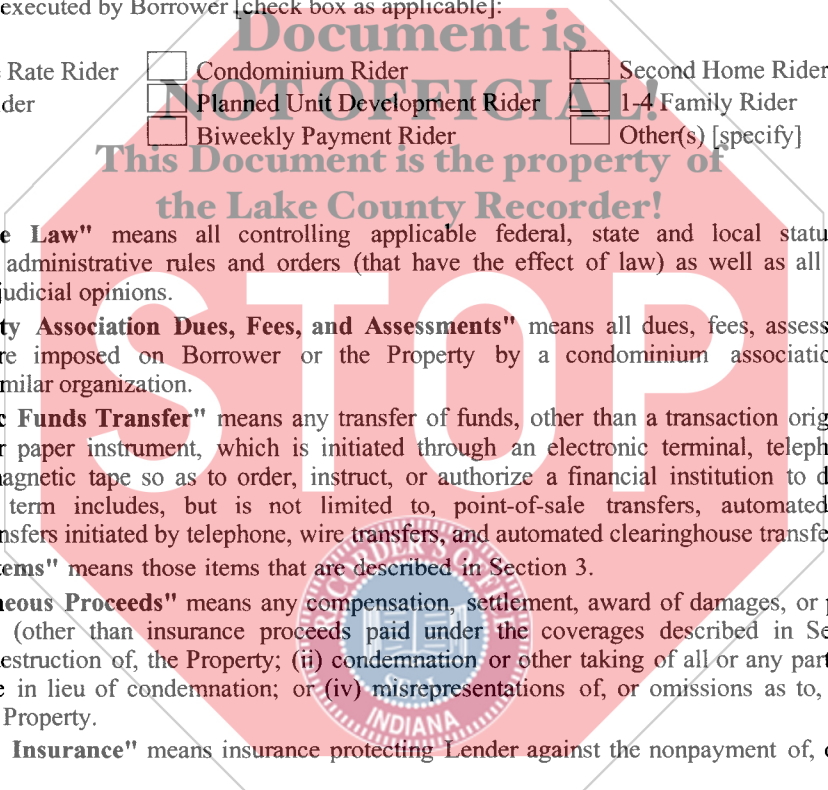 executed by Borrower [check box as applicable]:
Document is
Rate Rider Condominium Rider Second Home Rider
der Planned Unit Development Rider 1-4 Family Rider
NOT OFFICIAL!
Biweekly Payment Rider Other(s) [specify]
This Document is the property of
the Lake County Recorder!
e Law" means all controlling applicable federal, state and local statu
administrative rules and orders (that have the effect of law) as well as all
judicial opinions.
ty Association Dues, Fees, and Assessments" means all dues, fees, assess
re imposed on Borrower or the Property by a condominium associatio
milar organization.
c Funds Transfer" means any transfer of funds, other than a transaction orig
r paper instrument, which is initiated through an electronic terminal, teleph
agnetic tape so as to order, instruct, or authorize a financial institution to d
term includes, but is not limited to, point-of-sale transfers, automated
nsfers initiated by telephone, wire transfers, and automated clearinghouse transfe
STOP
tems" means those items that are described in Section 3.
neous Proceeds" means any compensation, settlement, award of damages, or p
(other than insurance proceeds paid under the coverages described in Se
estruction of, the Property; (ii) condemnation or other taking of all or any part
e in lieu of condemnation; or (iv) misrepresentations of, or omissions as to,
Property.
Insurance" means insurance protecting Lender against the nonpayment of, o
RECORDER'S OFFICE
SEAL
INDIANA